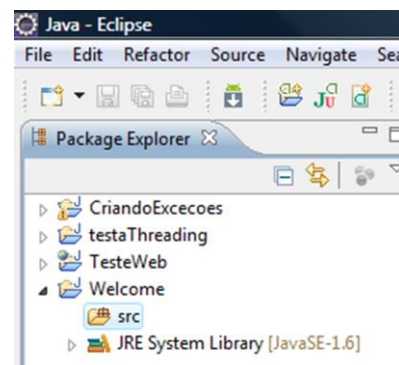 Java - Eclipse
File Edit Refactor Source Navigate Sea
Package Explorer
CriandoExcecoes
testaThreading
TesteWeb
Welcome
src
JRE System Library [JavaSE-1.6]